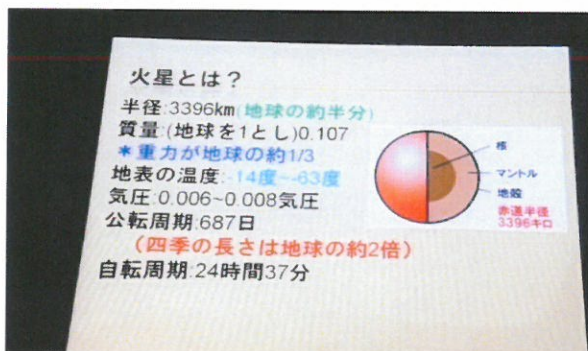 火星とは？
半径:3396km(地球の約半分)
質量:(地球を1とし)0.107
＊重力が地球の約1/3
地表の温度:-14度~-63度
気圧:0.006~0.008気圧
公転周期:687日
（四季の長さは地球の約2倍）
自転周期:24時間37分
核
マントル
地殻
赤道半径
3396キロ